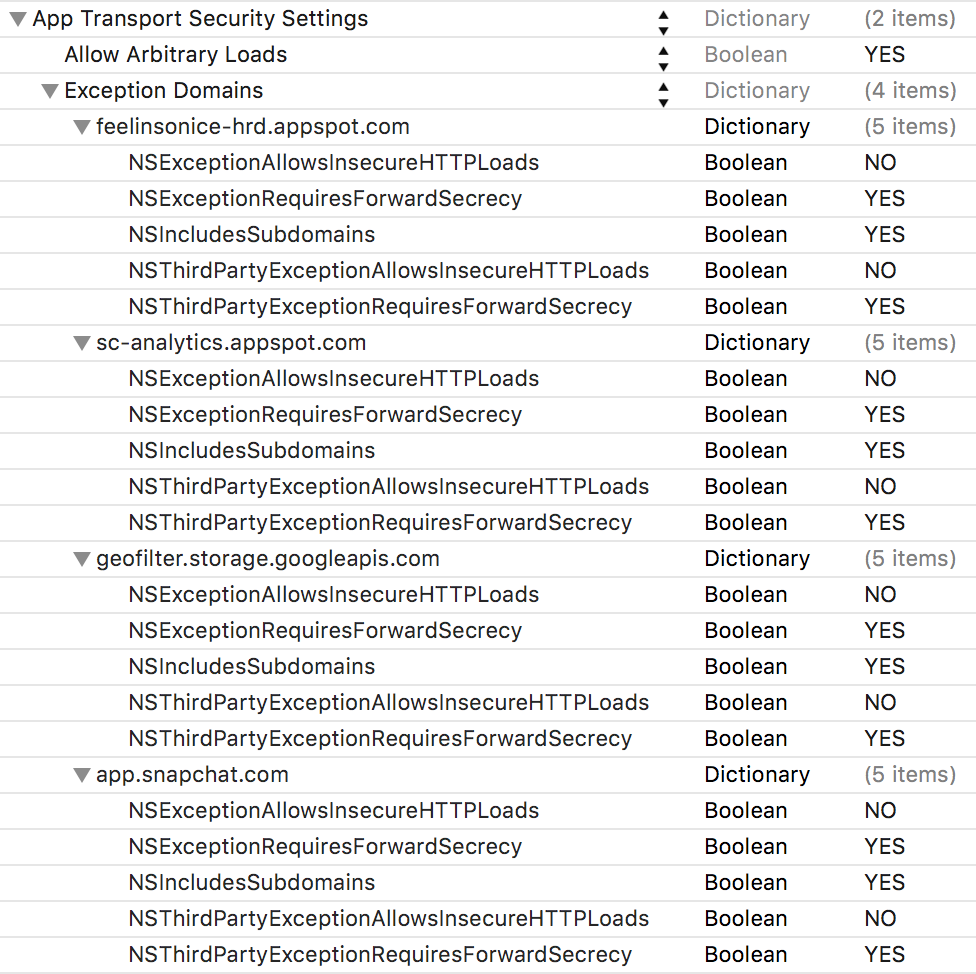 App Transport Security Settings Dictionary (2 items)
Allow Arbitrary Loads Boolean YES
Exception Domains Dictionary (4 items)
feelinsonice-hrd.appspot.com Dictionary (5 items)
NSExceptionAllowsInsecureHTTPLoads Boolean NO
NSExceptionRequiresForwardSecrecy Boolean YES
NSIncludesSubdomains Boolean YES
NSThirdPartyExceptionAllowsInsecureHTTPLoads Boolean NO
NSThirdPartyExceptionRequiresForwardSecrecy Boolean YES
sc-analytics.appspot.com Dictionary (5 items)
NSExceptionAllowsInsecureHTTPLoads Boolean NO
NSExceptionRequiresForwardSecrecy Boolean YES
NSIncludesSubdomains Boolean YES
NSThirdPartyExceptionAllowsInsecureHTTPLoads Boolean NO
NSThirdPartyExceptionRequiresForwardSecrecy Boolean YES
geofilter.storage.googleapis.com Dictionary (5 items)
NSExceptionAllowsInsecureHTTPLoads Boolean NO
NSExceptionRequiresForwardSecrecy Boolean YES
NSIncludesSubdomains Boolean YES
NSThirdPartyExceptionAllowsInsecureHTTPLoads Boolean NO
NSThirdPartyExceptionRequiresForwardSecrecy Boolean YES
app.snapchat.com Dictionary (5 items)
NSExceptionAllowsInsecureHTTPLoads Boolean NO
NSExceptionRequiresForwardSecrecy Boolean YES
NSIncludesSubdomains Boolean YES
NSThirdPartyExceptionAllowsInsecureHTTPLoads Boolean NO
NSThirdPartyExceptionRequiresForwardSecrecy Boolean YES